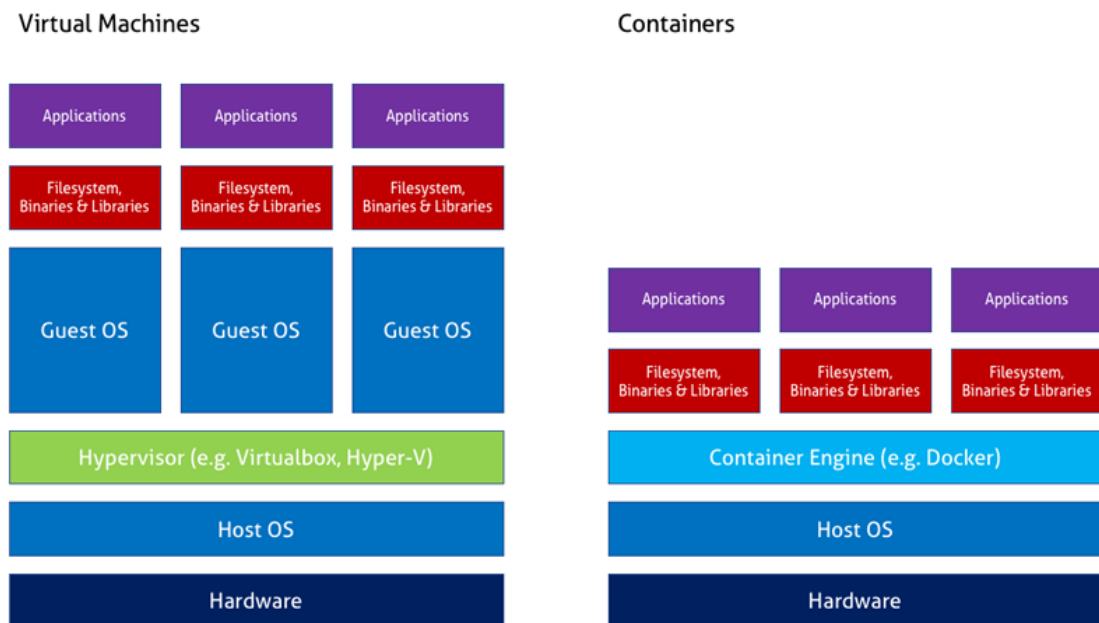 Virtual Machines
Containers
Applications
Applications
Applications
Filesystem,
Binaries & Libraries
Filesystem,
Binaries & Libraries
Filesystem,
Binaries & Libraries
Guest OS
Guest OS
Guest OS
Hypervisor (e.g. Virtualbox, Hyper-V)
Host OS
Hardware
Applications
Applications
Applications
Filesystem,
Binaries & Libraries
Filesystem,
Binaries & Libraries
Filesystem,
Binaries & Libraries
Container Engine (e.g. Docker)
Host OS
Hardware